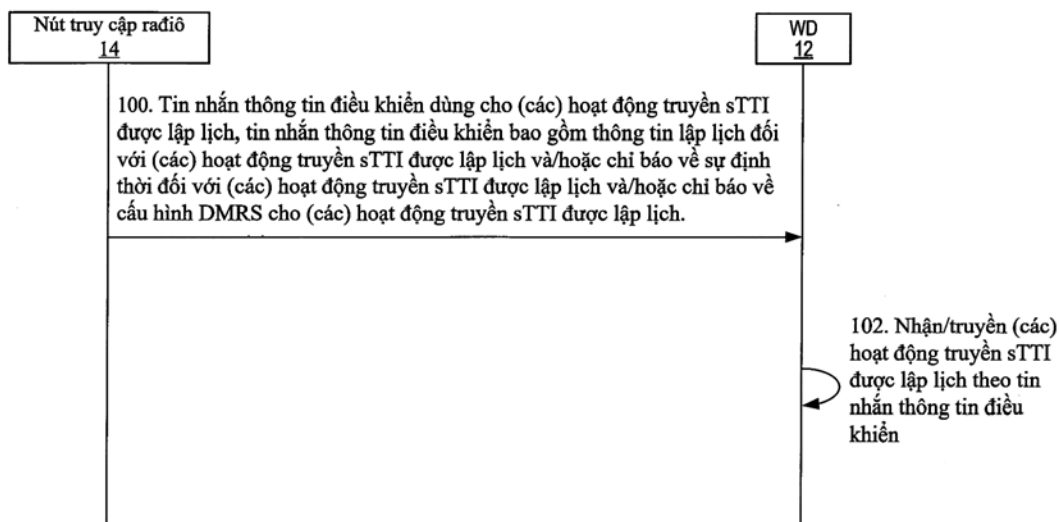 Nút truy cập rađiô
14
WD
12
100. Tin nhắn thông tin điều khiển dùng cho (các) hoạt động truyền sTTI
được lập lịch, tin nhắn thông tin điều khiển bao gồm thông tin lập lịch đối
với (các) hoạt động truyền sTTI được lập lịch và/hoặc chỉ báo về sự định
thời đối với (các) hoạt động truyền sTTI được lập lịch và/hoặc chỉ báo về
cấu hình DMRS cho (các) hoạt động truyền sTTI được lập lịch.
102. Nhận/truyền (các)
hoạt động truyền sTTI
được lập lịch theo tin
nhắn thông tin điều
khiển